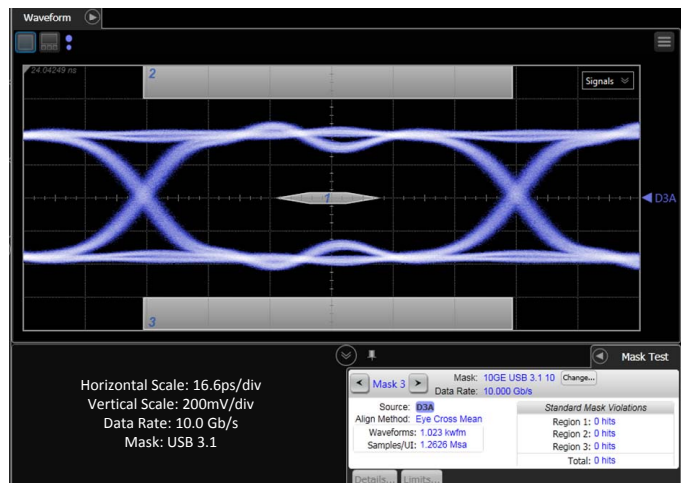 Waveform
24.04249 ns
2
Signals
1
D3A
3
Mask Test
Horizontal Scale: 16.6ps/div
Vertical Scale: 200mV/div
Data Rate: 10.0 Gb/s
Mask: USB 3.1
Mask 3
Mask: 10GE USB 3.1 10 Change...
Data Rate: 10.000 Gb/s
Source: D3A
Align Method: Eye Cross Mean
Waveforms: 1.023 kwfm
Samples/UI: 1.2626 Msa
Standard Mask Violations
Region 1: 0 hits
Region 2: 0 hits
Region 3: 0 hits
Total: 0 hits
Details... Limits...